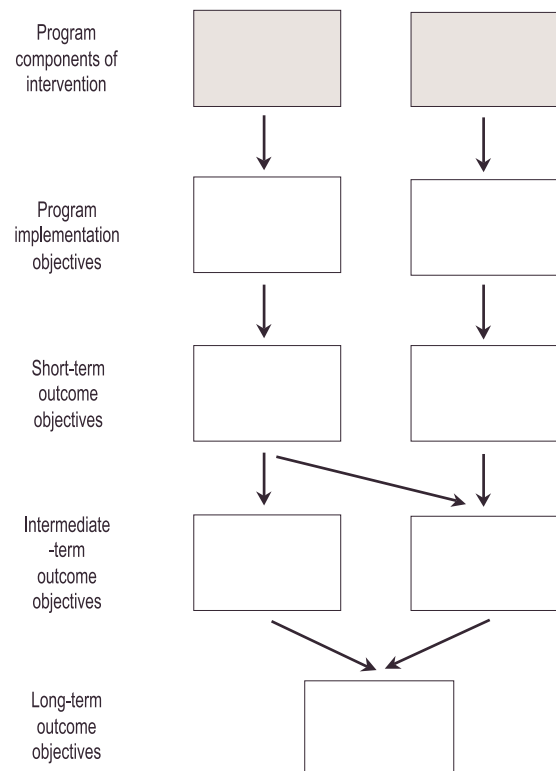 Program
components of
intervention
Program
implementation
objectives
Short-term
outcome
objectives
Intermediate
-term
outcome
objectives
Long-term
outcome
objectives